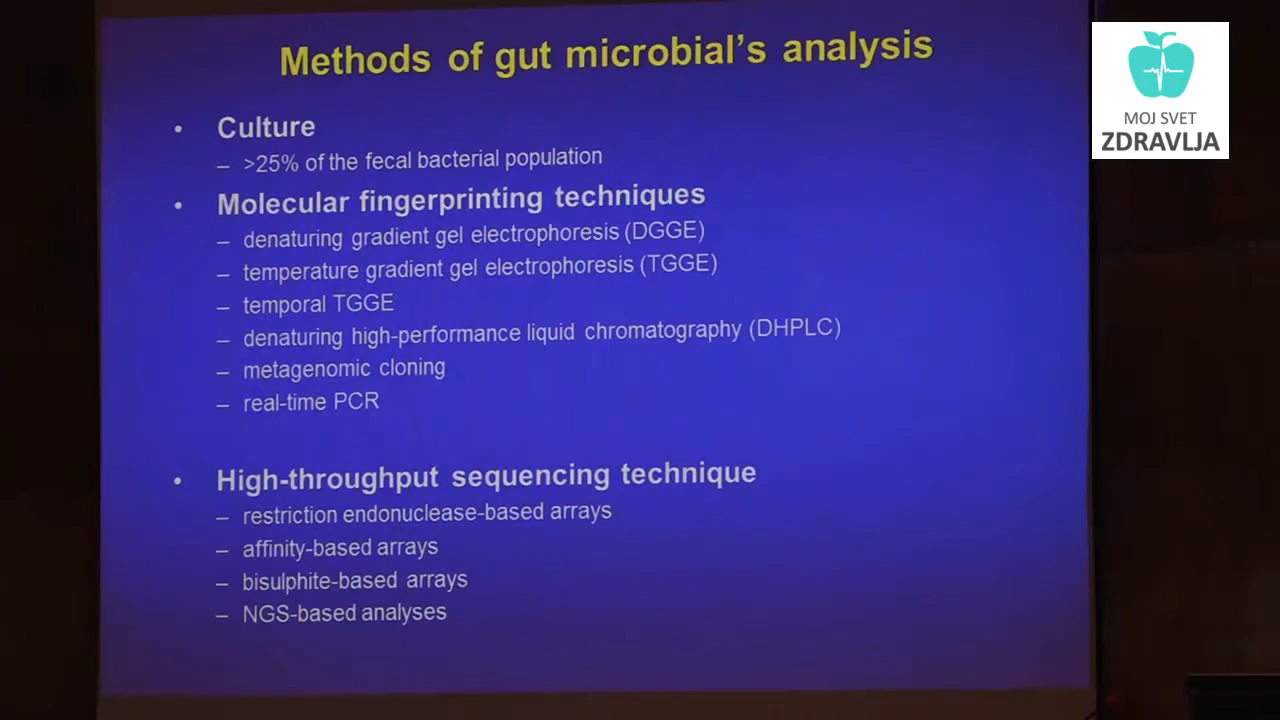 Methods of gut microbial's analysis
• Culture
– >25% of the fecal bacterial population
• Molecular fingerprinting techniques
– denaturing gradient gel electrophoresis (DGGE)
– temperature gradient gel electrophoresis (TGGE)
– temporal TGGE
– denaturing high-performance liquid chromatography (DHPLC)
– metagenomic cloning
– real-time PCR
• High-throughput sequencing technique
– restriction endonuclease-based arrays
– affinity-based arrays
– bisulphite-based arrays
– NGS-based analyses
MOJ SVET
ZDRAVLJA